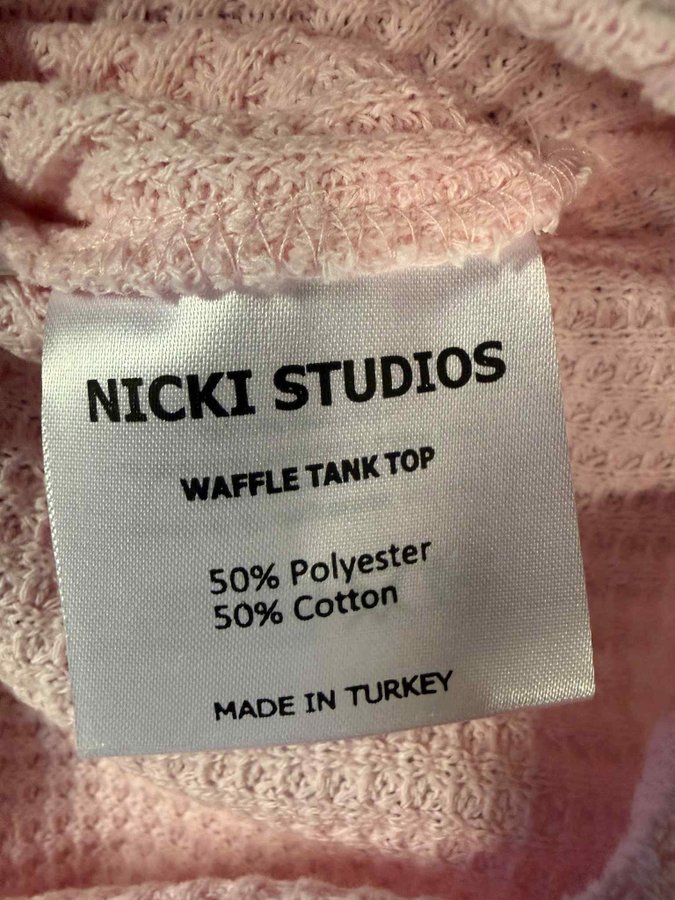 NICKI STUDIOS
WAFFLE TANK TOP
50% Polyester
50% Cotton
MADE IN TURKEY